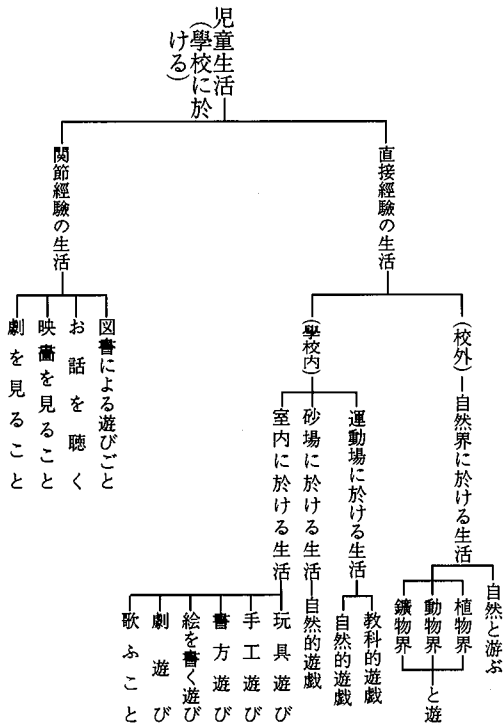 児童生活
(學校に於
ける)
直接經驗の生活
(校外)
自然界に於ける生活
自然と游ぶ
植物界
動物界
鑛物界
と遊
(學校内)
運動場に於ける生活
教科的遊戯
自然的遊戯
砂場に於ける生活
自然的遊戯
室内に於ける生活
玩具遊び
手工遊び
書方遊び
絵を書く遊び
劇遊び
歌ふこと
関節經驗の生活
図書による遊びごと
お話を聴く
映畵を見ること
劇を見ること